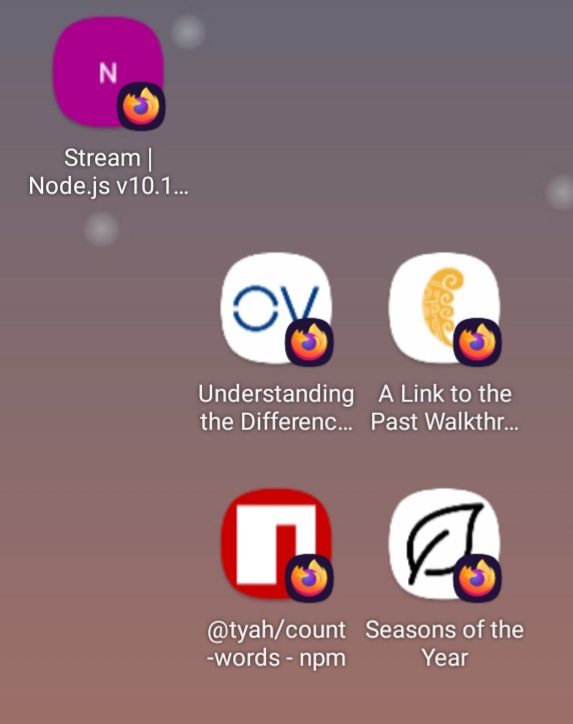 N
Stream |
Node.js v10.1...
OV
Understanding
the Differenc...
A Link to the
Past Walkthr...
@tyah/count
-words - npm
Seasons of the
Year